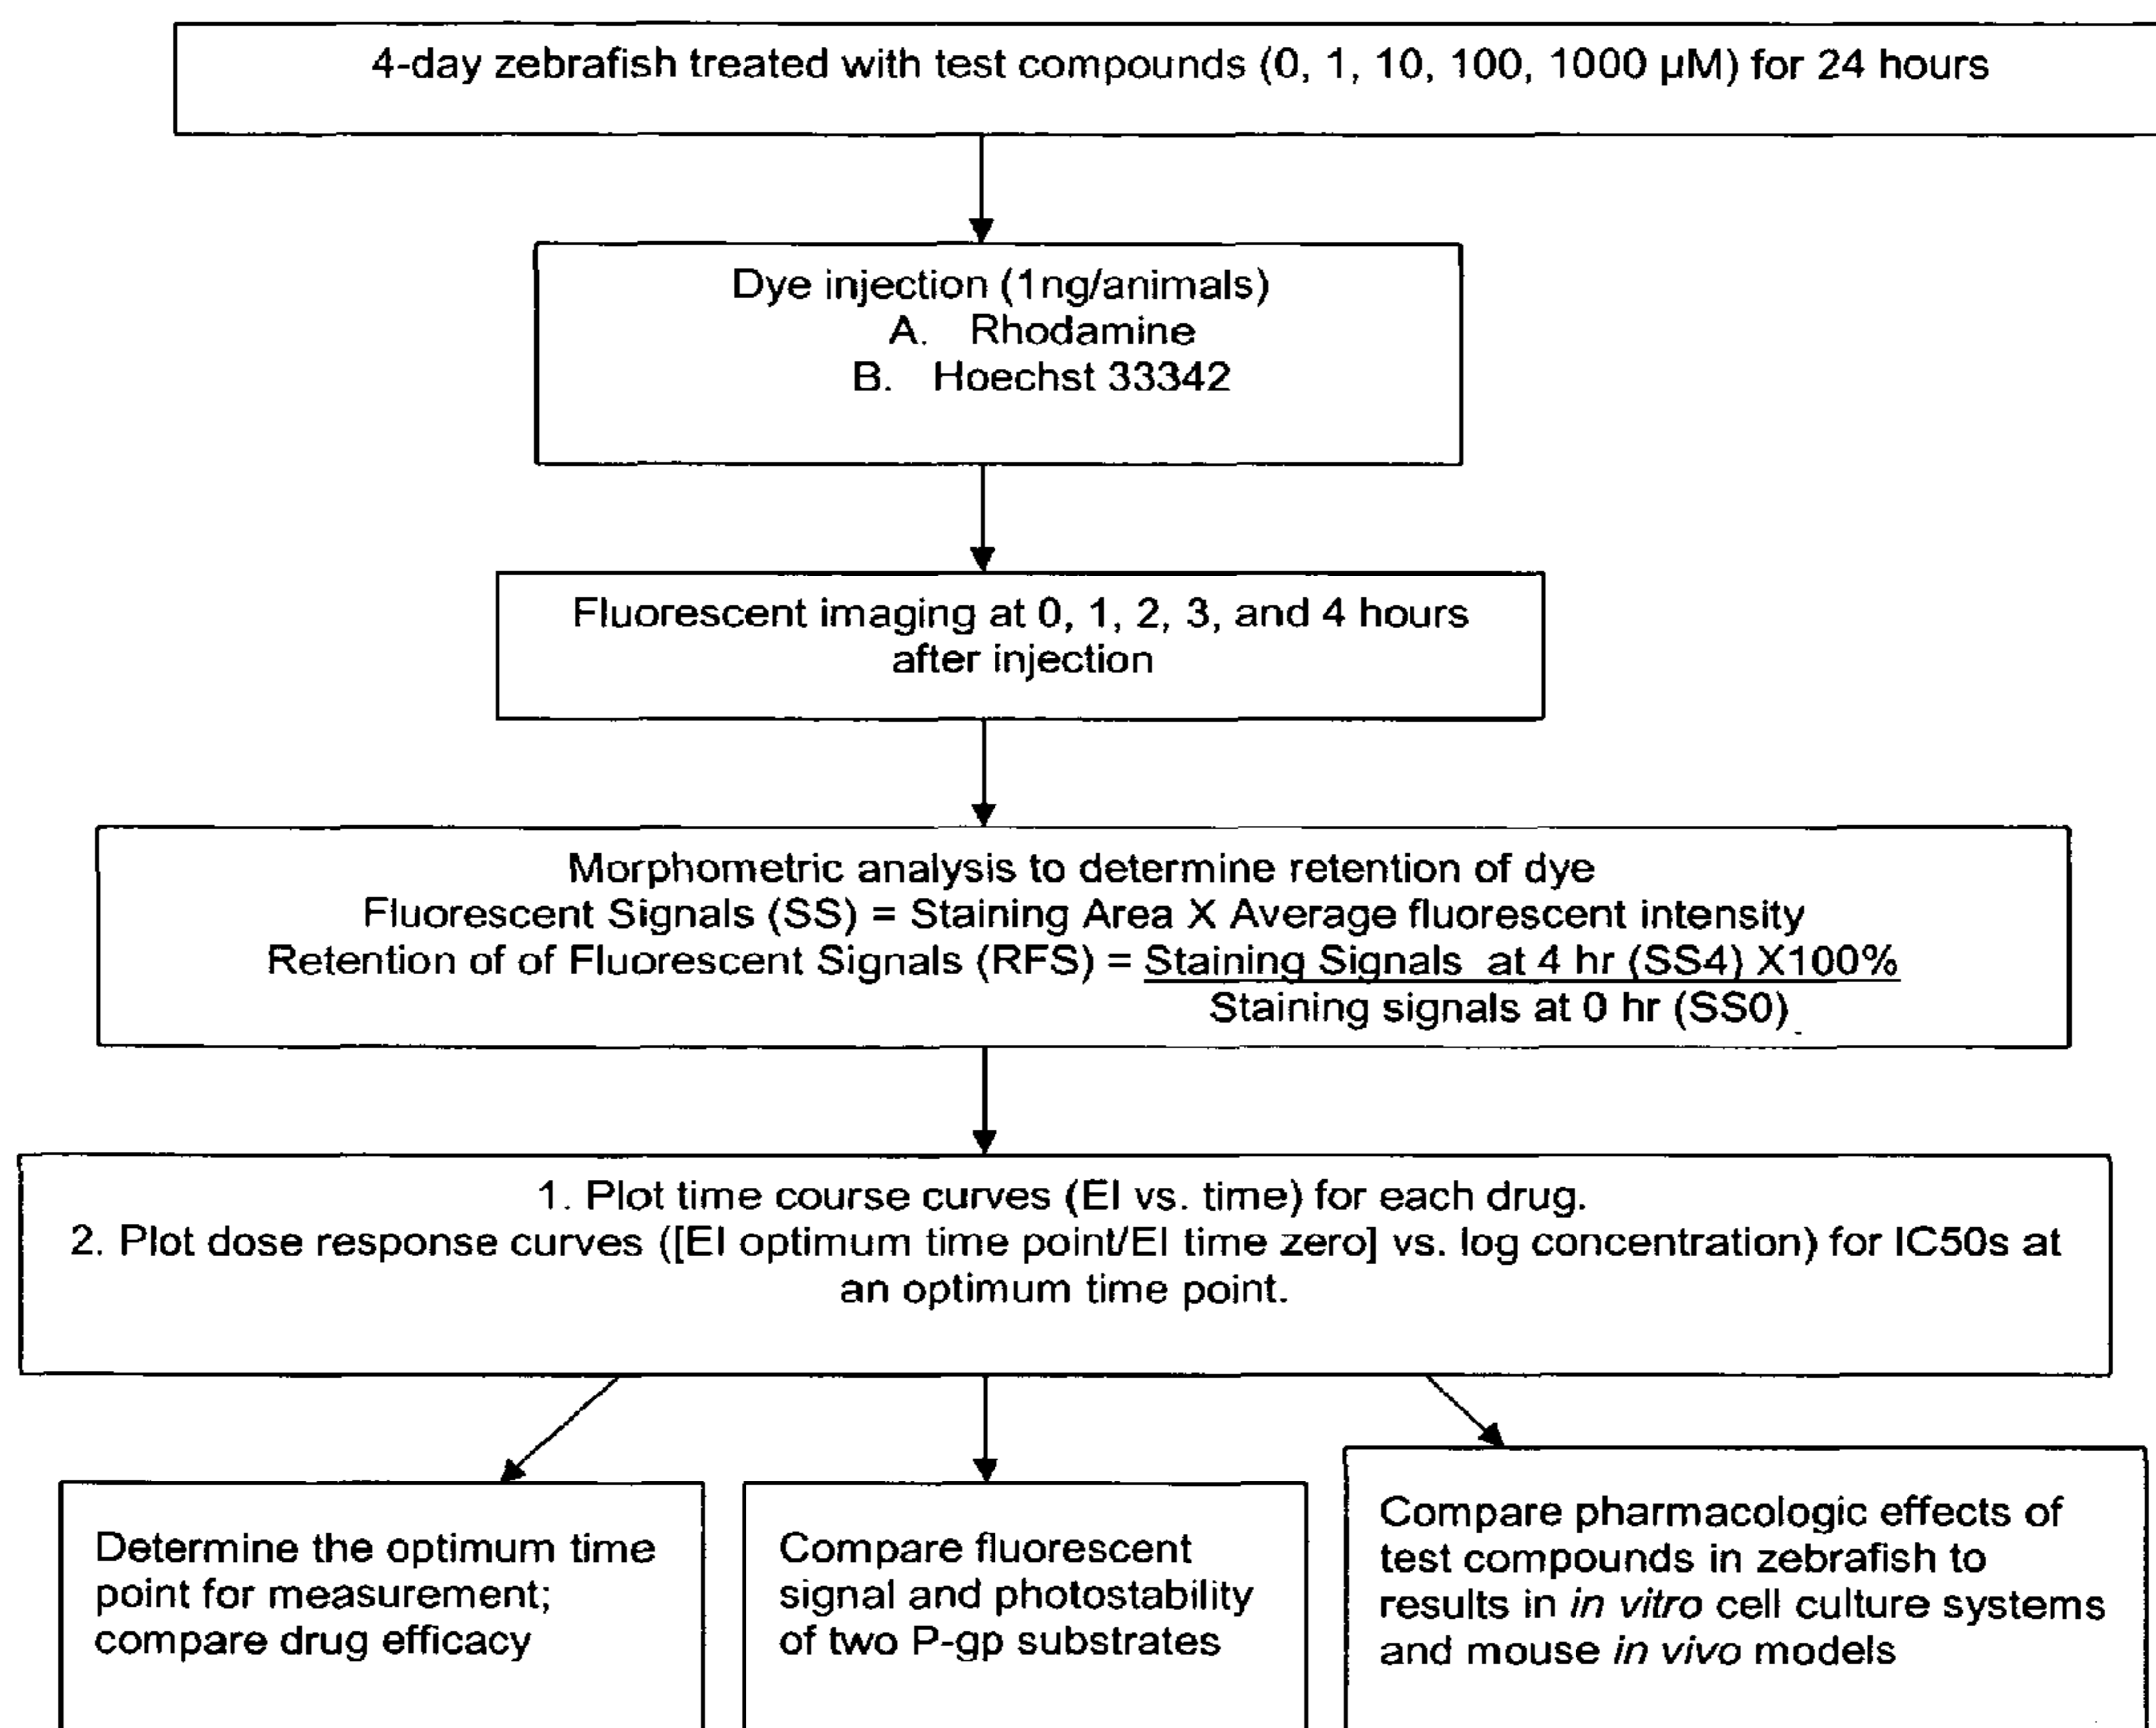 4-day zebrafish treated with test compounds (0, 1, 10, 100, 1000 µM) for 24 hours
Dye injection (1ng/animals)
A. Rhodamine
B. Hoechst 33342
Fluorescent imaging at 0, 1, 2, 3, and 4 hours
after injection
Morphometric analysis to determine retention of dye
Fluorescent Signals (SS) = Staining Area X Average fluorescent intensity
Retention of of Fluorescent Signals (RFS) = Staining Signals at 4 hr (SS4) X100%
Staining signals at 0 hr (SS0)
1. Plot time course curves (EI vs. time) for each drug.
2. Plot dose response curves ([EI optimum time point/EI time zero] vs. log concentration) for IC50s at
an optimum time point.
Determine the optimum time
point for measurement;
compare drug efficacy
Compare fluorescent
signal and photostability
of two P-gp substrates
Compare pharmacologic effects of
test compounds in zebrafish to
results in in vitro cell culture systems
and mouse in vivo models